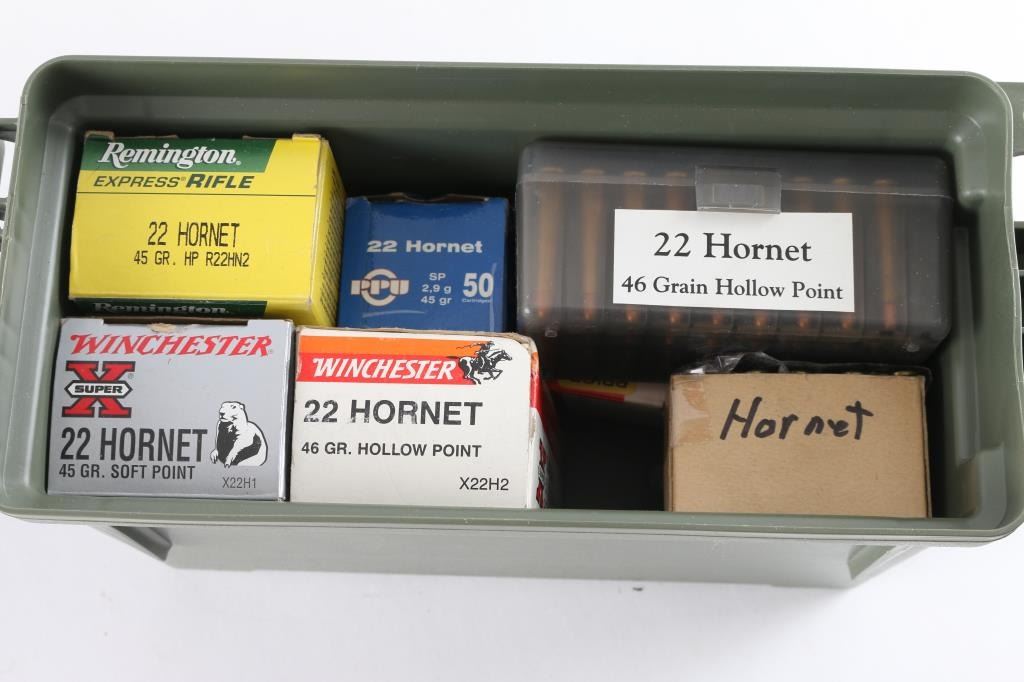 Remington.
EXPRESS® RIFLE
22 HORNET
45 GR. HP R22HN2
Remington.
22 Hornet
PPU
SP
2,9 g
45 gr
50
Cartridges
22 Hornet
46 Grain Hollow Point
WINCHESTER
SUPER
X
22 HORNET
45 GR. SOFT POINT
X22H1
WINCHESTER
22 HORNET
46 GR. HOLLOW POINT
X22H2
Hornet